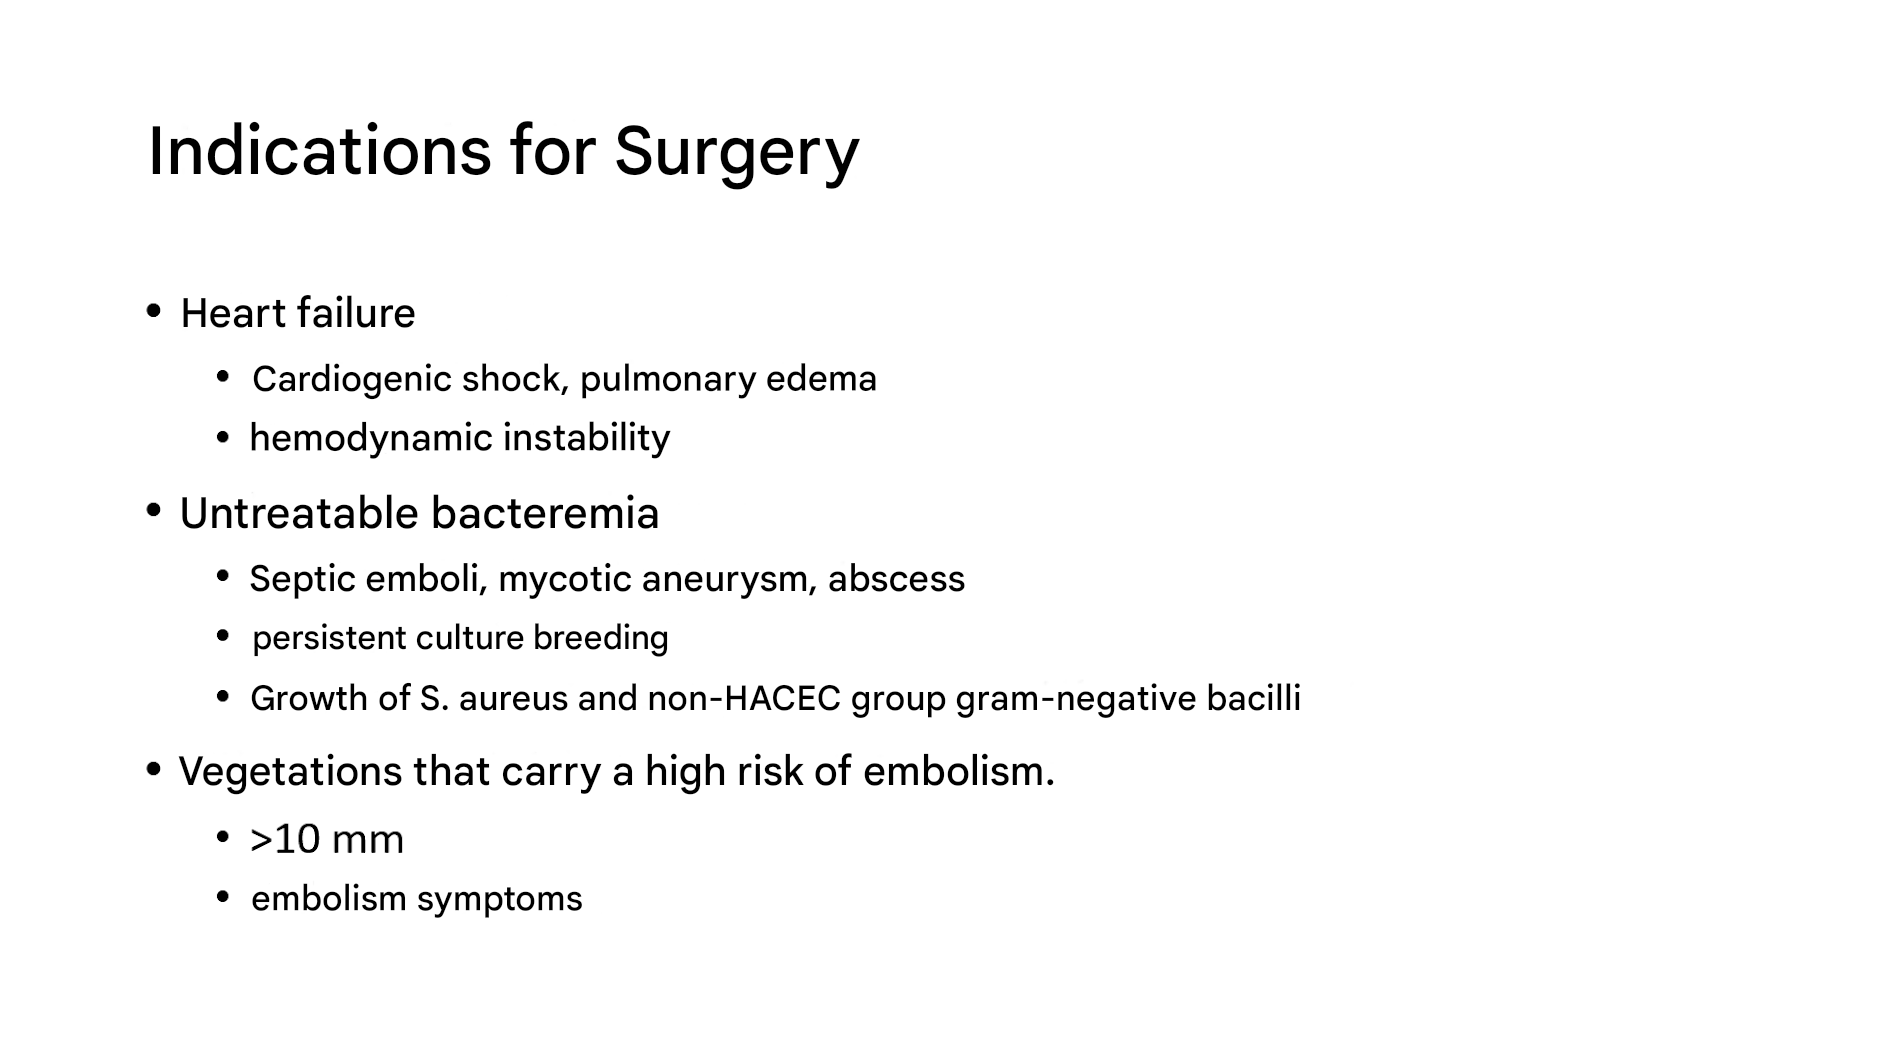 Indications for Surgery
• Heart failure
• Cardiogenic shock, pulmonary edema
• hemodynamic instability
• Untreatable bacteremia
• Septic emboli, mycotic aneurysm, abscess
• persistent culture breeding
• Growth of S. aureus and non-HACEC group gram-negative bacilli
• Vegetations that carry a high risk of embolism.
• >10 mm
• embolism symptoms